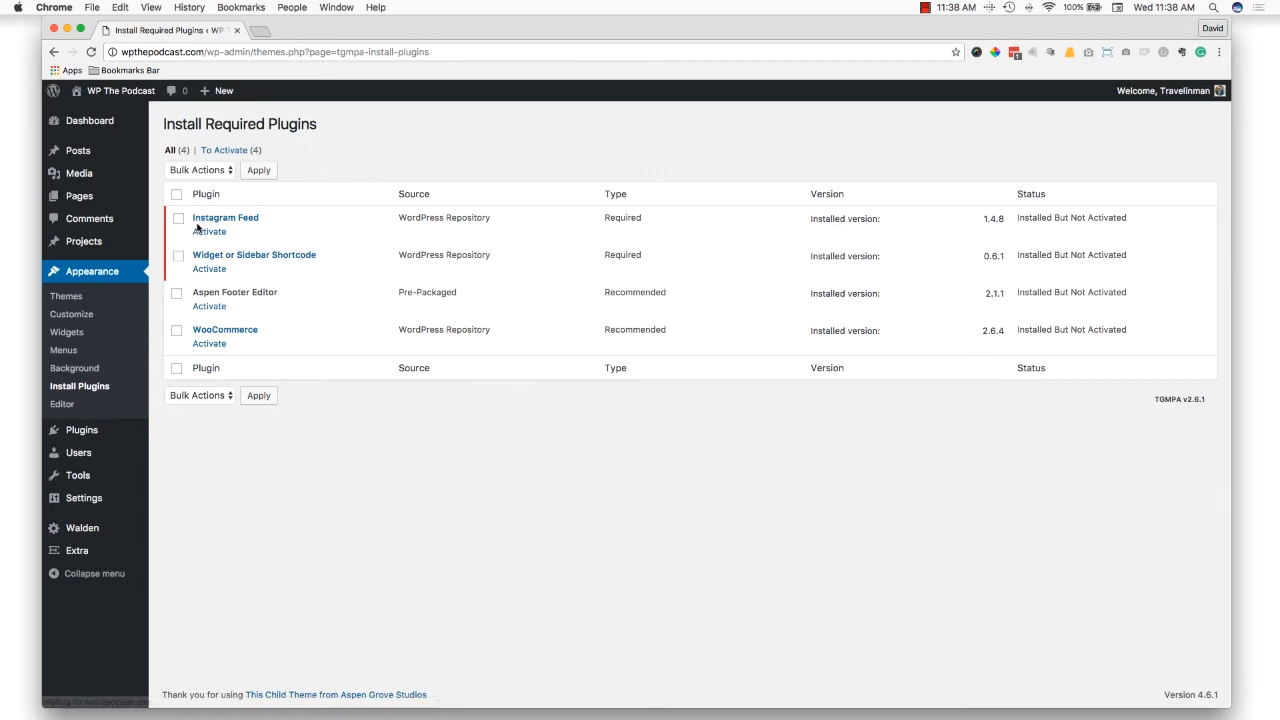 Chrome File Edit View History Bookmarks People Window Help 11:38 AM 100% Wed 11:38 AM
Install Required Plugins ‹ WP T David
wpthepodcast.com/wp-admin/themes.php?page=tgmpa-install-plugins
Apps Bookmarks Bar
WP The Podcast 0 + New Welcome, Travelinman
Dashboard
Posts
Media
Pages
Comments
Projects
Appearance
Themes
Customize
Widgets
Menus
Background
Install Plugins
Editor
Plugins
Users
Tools
Settings
Walden
Extra
Collapse menu
Install Required Plugins
All (4) | To Activate (4)
Bulk Actions Apply
Plugin Source Type Version Status
Instagram Feed WordPress Repository Required Installed version: 1.4.8 Installed But Not Activated
Activate
Widget or Sidebar Shortcode WordPress Repository Required Installed version: 0.6.1 Installed But Not Activated
Activate
Aspen Footer Editor Pre-Packaged Recommended Installed version: 2.1.1 Installed But Not Activated
Activate
WooCommerce WordPress Repository Recommended Installed version: 2.6.4 Installed But Not Activated
Activate
Plugin Source Type Version Status
Bulk Actions Apply
TGMPA v2.6.1
Thank you for using This Child Theme from Aspen Grove Studios Version 4.6.1